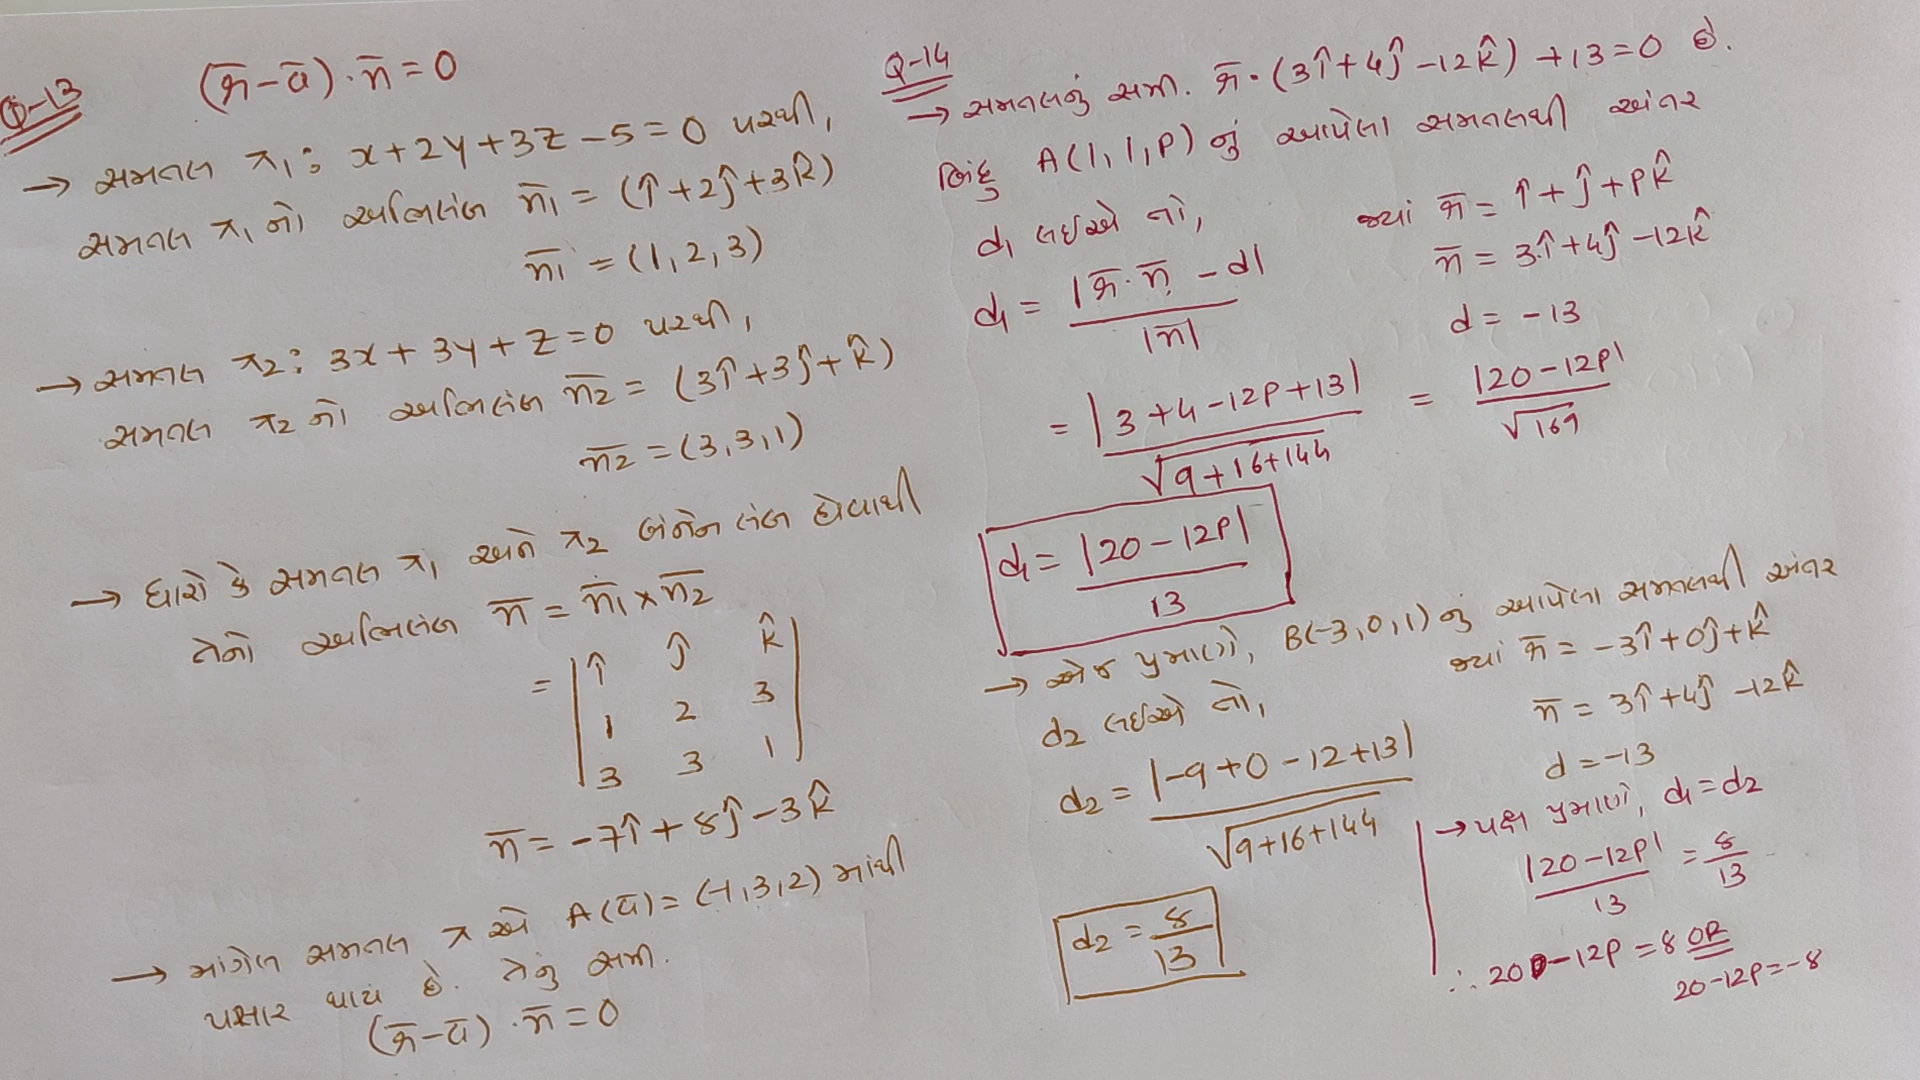 Q-13
(r̄-ā)·n̄=0
→ સમતલ π₁: x+2y+3z-5=0 પરથી,
સમતલ π₁ નો અભિલંબ n̄₁ = (î+2ĵ+3k̂)
n̄₁ = (1,2,3)
→ સમતલ π₂: 3x+3y+z=0 પરથી,
સમતલ π₂ નો અભિલંબ n̄₂ = (3î+3ĵ+k̂)
n̄₂ = (3,3,1)
→ ધારો કે સમતલ π₁ અને π₂ બંનેને લંબ હોવાથી
તેનો અભિલંબ n̄ = n̄₁×n̄₂
= | î ĵ k̂ |
1 2 3
3 3 1
n̄ = -7î+8ĵ-3k̂
→ માંગેલ સમતલ π એ A(ā)=(-1,3,2) માંથી
પસાર થાય છે. તેનું સમી.
(r̄-ā)·n̄=0
Q-14
→ સમતલનું સમી. r̄·(3î+4ĵ-12k̂)+13=0 છે.
બિંદુ A(1,1,P) નું આપેલા સમતલથી અંતર
d₁ લઇએ તો, જ્યાં r̄ = î+ĵ+pk̂
n̄ = 3î+4ĵ-12k̂
d₁ = |r̄·n̄ - d| / |n̄|
d = -13
= |3+4-12P+13| / √9+16+144 = |20-12P| / √169
d₁ = |20-12P| / 13
→ એજ પ્રમાણે, B(-3,0,1) નું આપેલા સમતલથી અંતર
d₂ લઇએ તો, જ્યાં r̄ = -3î+0ĵ+k̂
n̄ = 3î+4ĵ-12k̂
d = -13
d₂ = |-9+0-12+13| / √9+16+144
d₂ = 8/13
→ પક્ષ પ્રમાણે, d₁=d₂
|20-12P| / 13 = 8/13
∴ 20-12P=8 OR
20-12P=-8